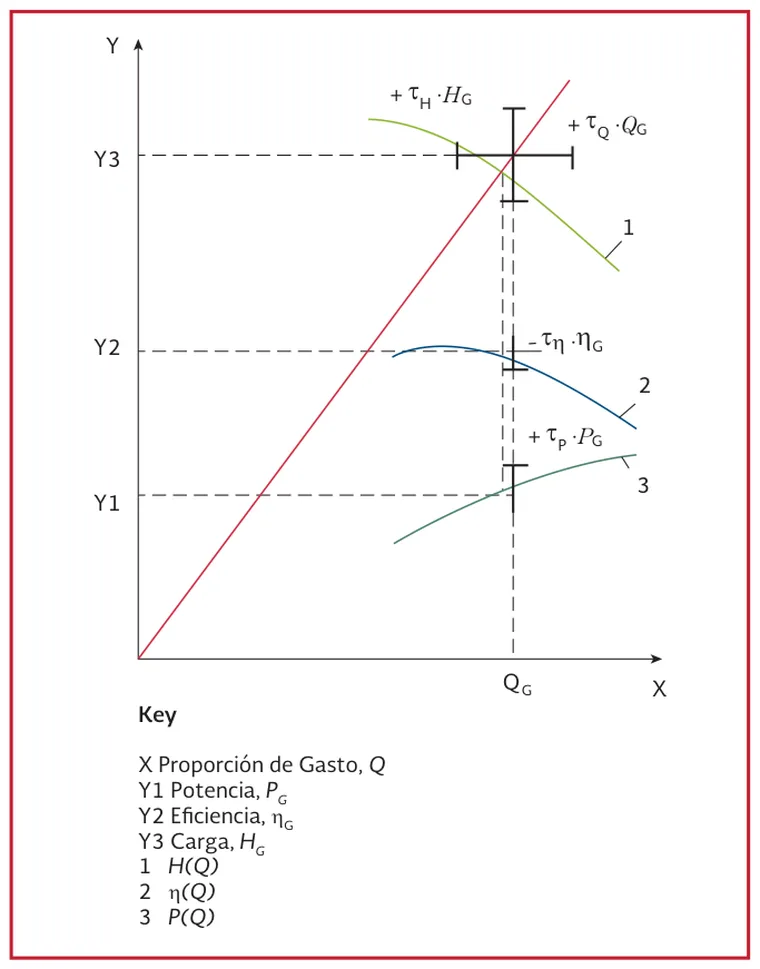 Y
+ τH ·HG
+ τQ ·QG
Y3
1
Y2
– τη ·ηG
2
+ τP ·PG
Y1
3
QG
X
Key
X Proporción de Gasto, Q
Y1 Potencia, PG
Y2 Eficiencia, ηG
Y3 Carga, HG
1 H(Q)
2 η(Q)
3 P(Q)